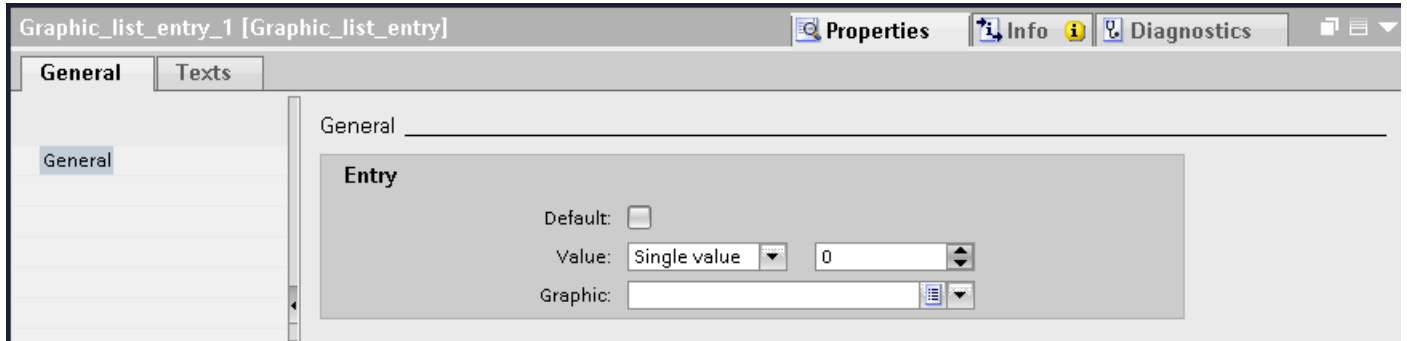 Graphic_list_entry_1 [Graphic_list_entry] Properties Info Diagnostics
General Texts
General
General
Entry
Default:
Value: Single value 0
Graphic: